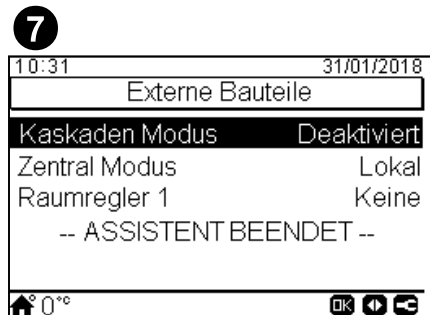 7
10:31 31/01/2018
Externe Bauteile
Kaskaden Modus Deaktiviert
Zentral Modus Lokal
Raumregler 1 Keine
-- ASSISTENT BEENDET --
0°c OK